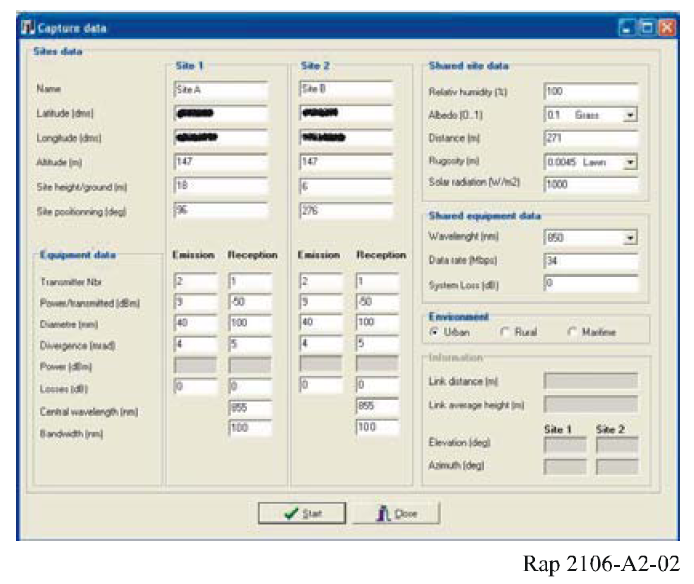 Capture data
Sites data
Site 1 Site 2
Name Site A Site B
Latitude (dms)
Longitude (dms)
Altitude (m) 147 147
Site height/ground (m) 18 6
Site positionning (deg) 96 276
Equipment data Emission Reception Emission Reception
Transmitter Nbr 2 1 2 1
Power/transmitted (dBm) 9 -50 9 -50
Diametre (mm) 40 100 40 100
Divergence (mrad) 4 5 4 5
Power (dBm)
Losses (dB) 0 0 0 0
Central wavelength (nm) 855 855
Bandwidth (nm) 100 100
Shared site data
Relativ humidity (%) 100
Albedo (0..1) 0.1 Grass
Distance (m) 271
Rugosity (m) 0.0045 Lawn
Solar radiation (W/m2) 1000
Shared equipment data
Wavelenght (nm) 850
Data rate (Mbps) 34
System Loss (dB) 0
Environment
Urban Rural Maritime
Information
Link distance (m)
Link average height (m)
Site 1 Site 2
Elevation (deg)
Azimuth (deg)
Start Close
Rap 2106-A2-02